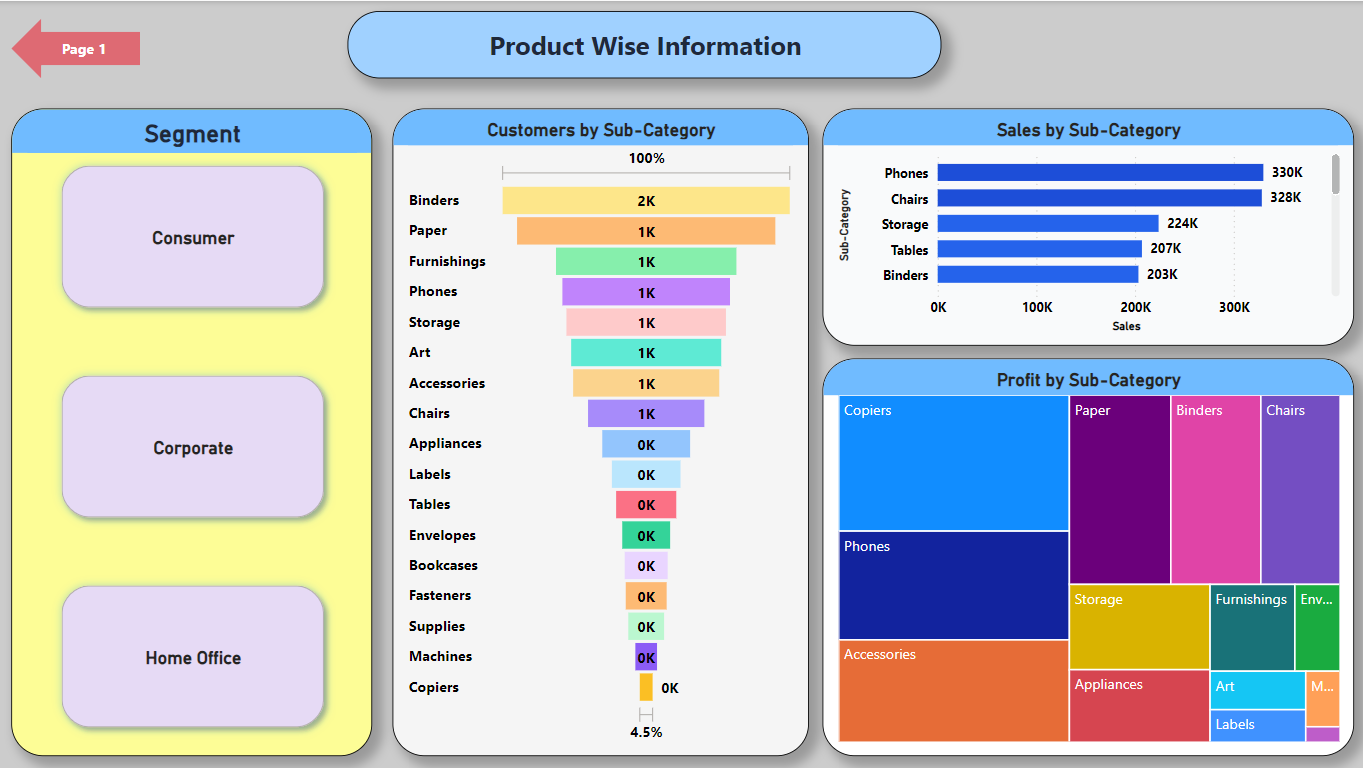 Page 1
Product Wise Information
Segment
Consumer
Corporate
Home Office
Customers by Sub-Category
100%
Binders 2K
Paper 1K
Furnishings 1K
Phones 1K
Storage 1K
Art 1K
Accessories 1K
Chairs 1K
Appliances 0K
Labels 0K
Tables 0K
Envelopes 0K
Bookcases 0K
Fasteners 0K
Supplies 0K
Machines 0K
Copiers 0K
4.5%
Sales by Sub-Category
Sub-Category
Phones 330K
Chairs 328K
Storage 224K
Tables 207K
Binders 203K
0K 100K 200K 300K
Sales
Profit by Sub-Category
Copiers Paper Binders Chairs
Phones
Storage Furnishings Env...
Accessories
Appliances Art M...
Labels